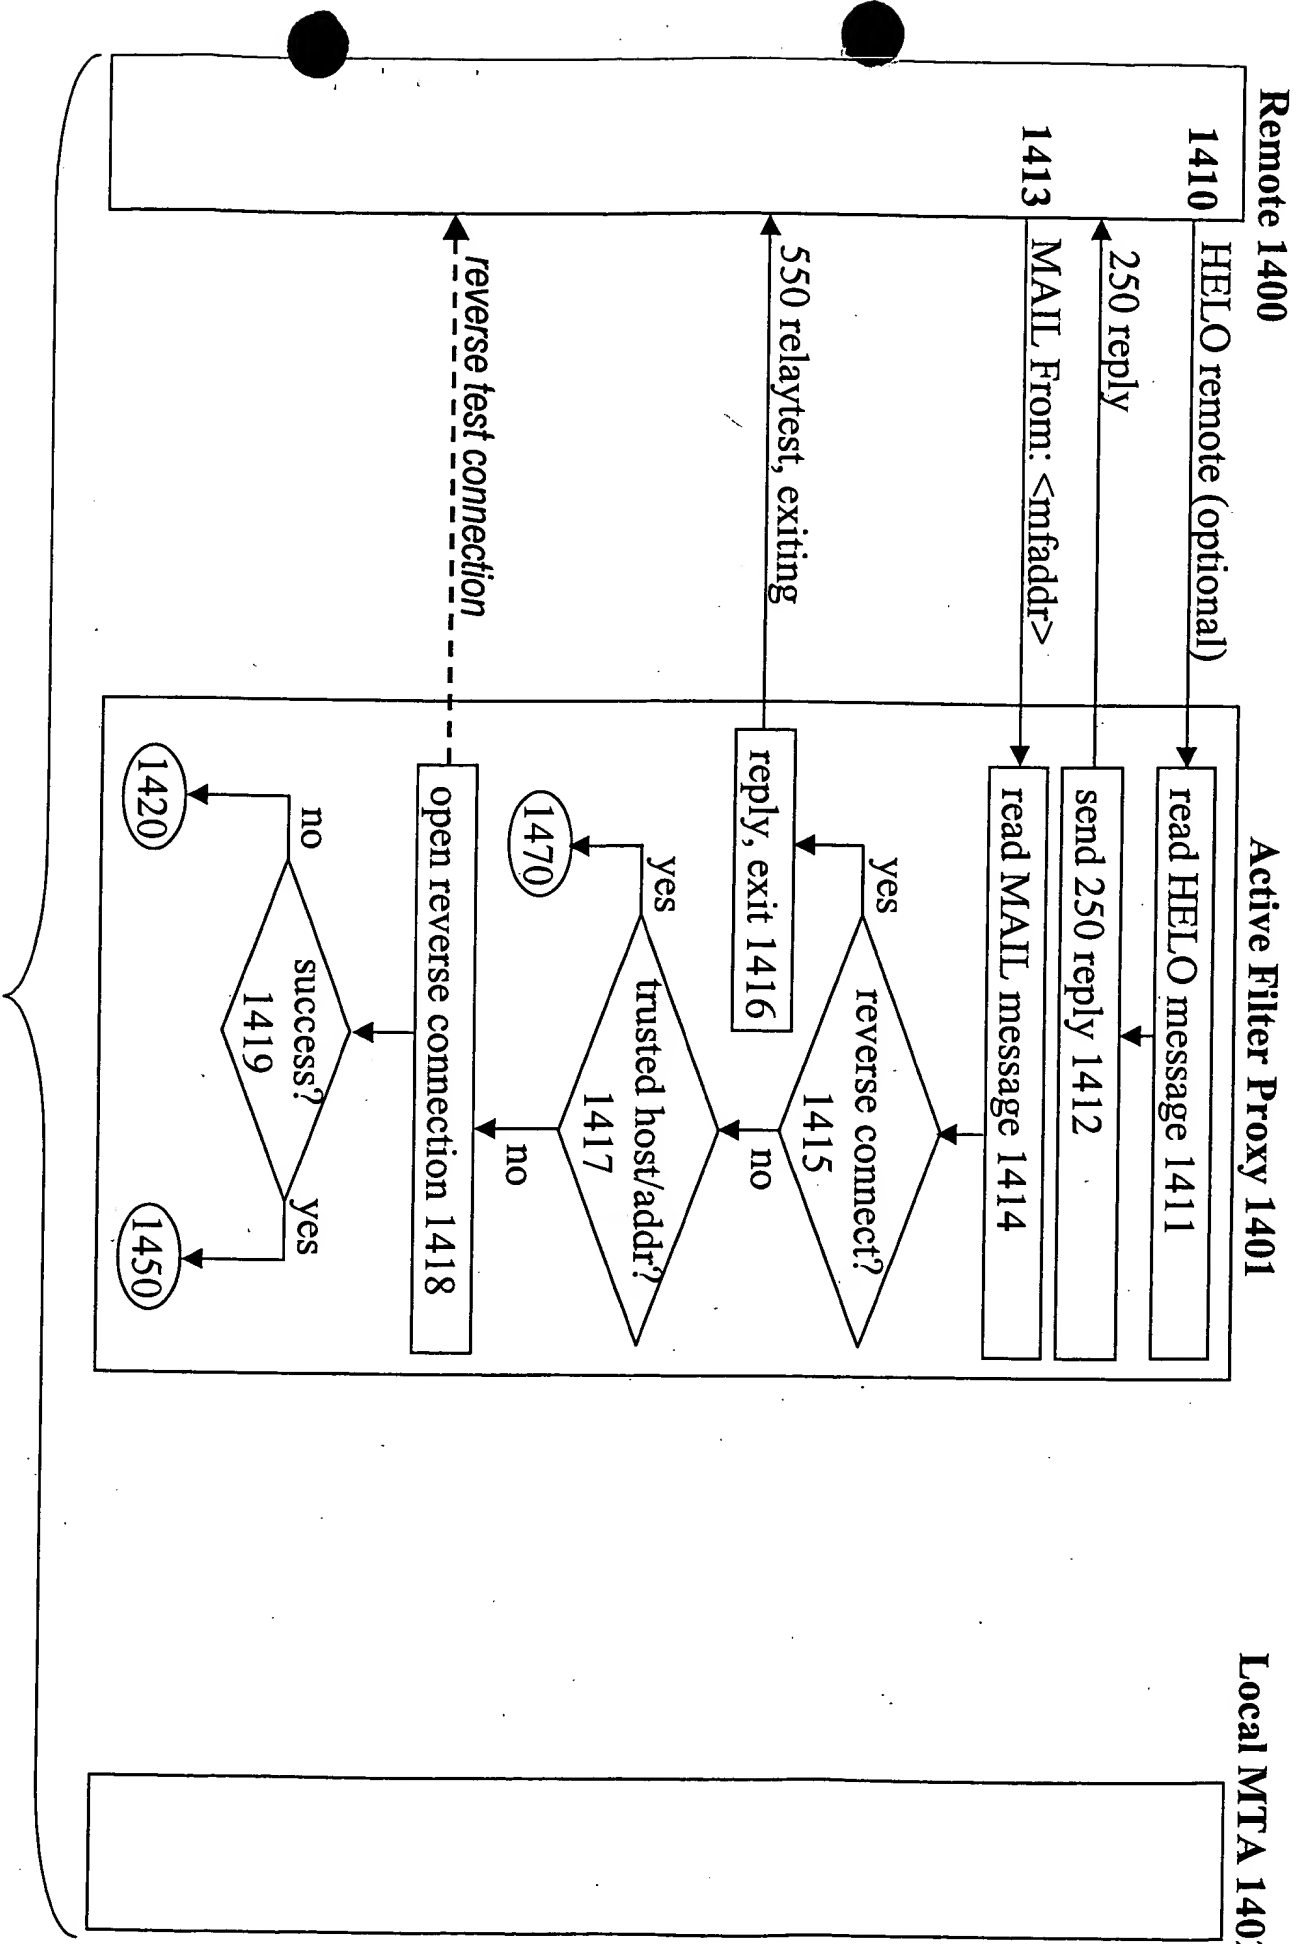 Remote 1400
Active Filter Proxy 1401
Local MTA
1410
HELO remote (optional)
read HELO message 1411
250 reply
send 250 reply 1412
1413
MAIL From: <mfaddr>
read MAIL message 1414
yes
reverse connect?
1415
550 relaytest, exiting
reply, exit 1416
no
yes
trusted host/addr?
1417
1470
no
reverse test connection
open reverse connection 1418
no
success?
1419
yes
1420
1450